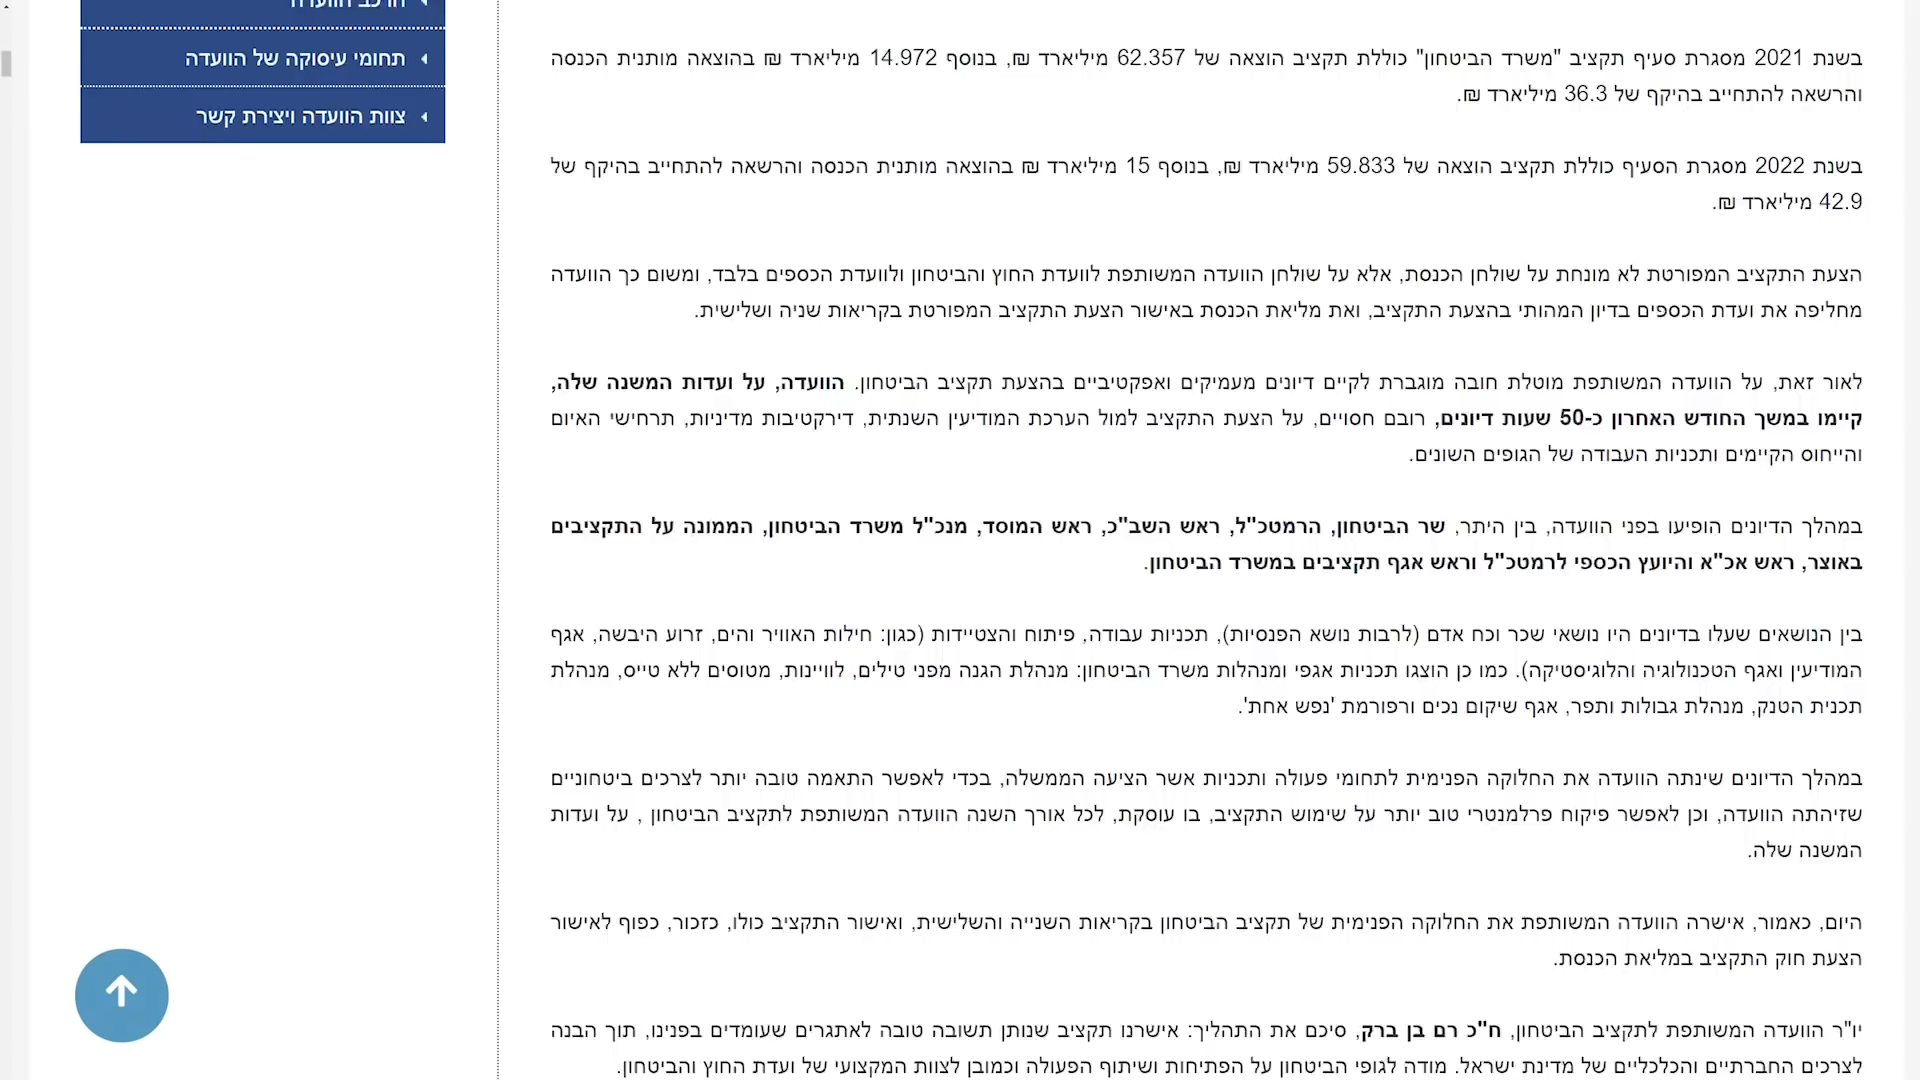 הרכב הוועדה
תחומי עיסוקה של הוועדה
צוות הוועדה ויצירת קשר
בשנת 2021 מסגרת סעיף תקציב "משרד הביטחון" כוללת תקציב הוצאה של 62.357 מיליארד ₪, בנוסף 14.972 מיליארד ₪ בהוצאה מותנית הכנסה
והרשאה להתחייב בהיקף של 36.3 מיליארד ₪.
בשנת 2022 מסגרת הסעיף כוללת תקציב הוצאה של 59.833 מיליארד ₪, בנוסף 15 מיליארד ₪ בהוצאה מותנית הכנסה והרשאה להתחייב בהיקף של
42.9 מיליארד ₪.
הצעת התקציב המפורטת לא מונחת על שולחן הכנסת, אלא על שולחן הוועדה המשותפת לוועדת החוץ והביטחון ולוועדת הכספים בלבד, ומשום כך הוועדה
מחליפה את ועדת הכספים בדיון המהותי בהצעת התקציב, ואת מליאת הכנסת באישור הצעת התקציב המפורטת בקריאות שניה ושלישית.
לאור זאת, על הוועדה המשותפת מוטלת חובה מוגברת לקיים דיונים מעמיקים ואפקטיביים בהצעת תקציב הביטחון. הוועדה, על ועדות המשנה שלה,
קיימו במשך החודש האחרון כ-50 שעות דיונים, רובם חסויים, על הצעת התקציב למול הערכת המודיעין השנתית, דירקטיבות מדיניות, תרחישי האיום
והייחוס הקיימים ותכניות העבודה של הגופים השונים.
במהלך הדיונים הופיעו בפני הוועדה, בין היתר, שר הביטחון, הרמטכ"ל, ראש השב"כ, ראש המוסד, מנכ"ל משרד הביטחון, הממונה על התקציבים
באוצר, ראש אכ"א והיועץ הכספי לרמטכ"ל וראש אגף תקציבים במשרד הביטחון.
בין הנושאים שעלו בדיונים היו נושאי שכר וכח אדם (לרבות נושא הפנסיות), תכניות עבודה, פיתוח והצטיידות (כגון: חילות האוויר והים, זרוע היבשה, אגף
המודיעין ואגף הטכנולוגיה והלוגיסטיקה). כמו כן הוצגו תכניות אגפי ומנהלות משרד הביטחון: מנהלת הגנה מפני טילים, לוויינות, מטוסים ללא טייס, מנהלת
תכנית הטנק, מנהלת גבולות ותפר, אגף שיקום נכים ורפורמת 'נפש אחת'.
במהלך הדיונים שינתה הוועדה את החלוקה הפנימית לתחומי פעולה ותכניות אשר הציעה הממשלה, בכדי לאפשר התאמה טובה יותר לצרכים ביטחוניים
שזיהתה הוועדה, וכן לאפשר פיקוח פרלמנטרי טוב יותר על שימוש התקציב, בו עוסקת, לכל אורך השנה הוועדה המשותפת לתקציב הביטחון , על ועדות
המשנה שלה.
היום, כאמור, אישרה הוועדה המשותפת את החלוקה הפנימית של תקציב הביטחון בקריאות השנייה והשלישית, ואישור התקציב כולו, כזכור, כפוף לאישור
הצעת חוק התקציב במליאת הכנסת.
יו"ר הוועדה המשותפת לתקציב הביטחון, ח"כ רם בן ברק, סיכם את התהליך: אישרנו תקציב שנותן תשובה טובה לאתגרים שעומדים בפנינו, תוך הבנה
לצרכים החברתיים והכלכליים של מדינת ישראל. מודה לגופי הביטחון על הפתיחות ושיתוף הפעולה וכמובן לצוות המקצועי של ועדת החוץ והביטחון.